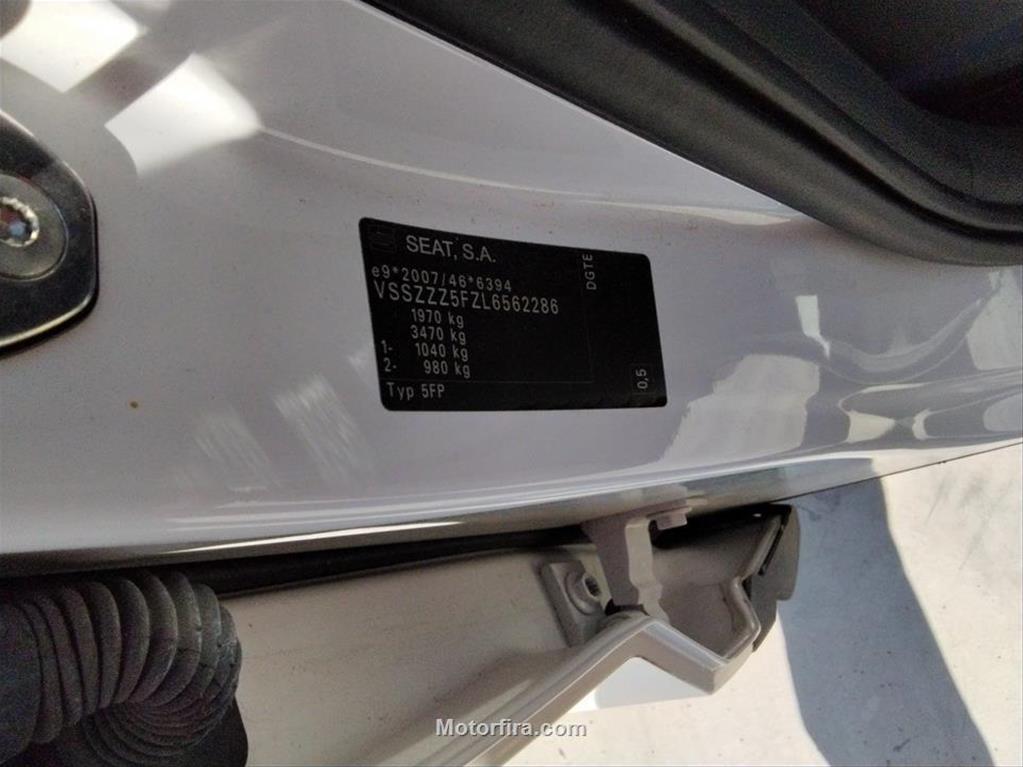 SEAT, S.A.
e9*2007/46*6394
VSSZZZ5FZL6562286
1970 kg
3470 kg
1- 1040 kg
2- 980 kg
Typ 5FP
DGTE
0,5
Motorfira.com